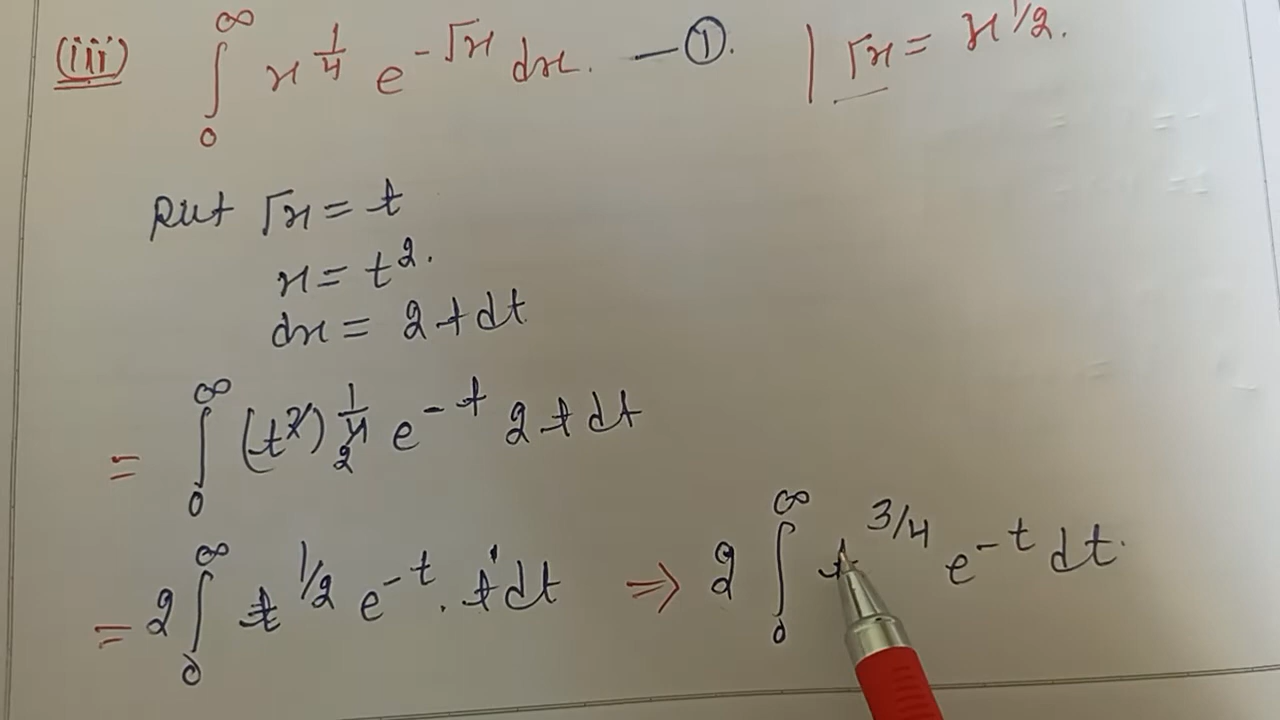 (iii) ∫₀^∞ x^{1/4} e^{-√x} dx. —①. | √x = x^{1/2}.
Put √x = t
x = t².
dx = 2t dt
= ∫₀^∞ (t²)^{1/4} 2 e^{-t} 2t dt
= 2 ∫₀^∞ t^{1/2} e^{-t}. t' dt ⇒ 2 ∫₀^∞ t^{3/4} e^{-t} dt.